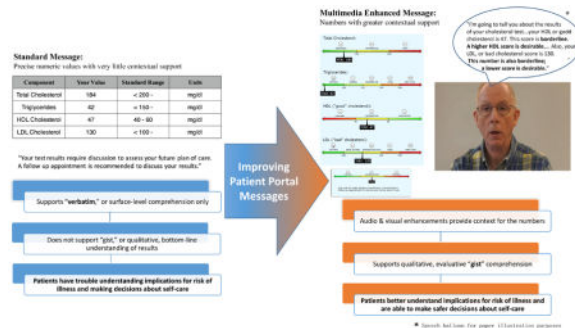 Standard Message:
Precise numeric values with very little contextual support
Component Your Value Standard Range Units
Total Cholesterol 184 < 200 - mg/dl
Triglycerides 42 < 150 - mg/dl
HDL Cholesterol 47 40 - 60 mg/dl
LDL Cholesterol 130 < 100 - mg/dl
"Your test results require discussion to assess your future plan of care.
A follow up appointment is recommended to discuss your results."
Supports "verbatim," or surface-level comprehension only
Does not support "gist," or qualitative, bottom-line
understanding of results
Patients have trouble understanding implications for risk of
illness and making decisions about self-care
Improving
Patient Portal
Messages
Multimedia Enhanced Message:
Numbers with greater contextual support
Total Cholesterol:
Triglycerides:
HDL ("good" cholesterol):
LDL ("bad" cholesterol):
*
"I'm going to tell you about the results
of your cholesterol test...your HDL or good
cholesterol is 47. This score is borderline.
A higher HDL score is desirable.... Also, your
LDL, or bad cholesterol score is 130.
This number is also borderline;
a lower score is desirable."
Audio & visual enhancements provide context for the numbers
Supports qualitative, evaluative "gist" comprehension
Patients better understand implications for risk of illness and
are able to make safer decisions about self-care
* Speech balloon for paper illustration purposes